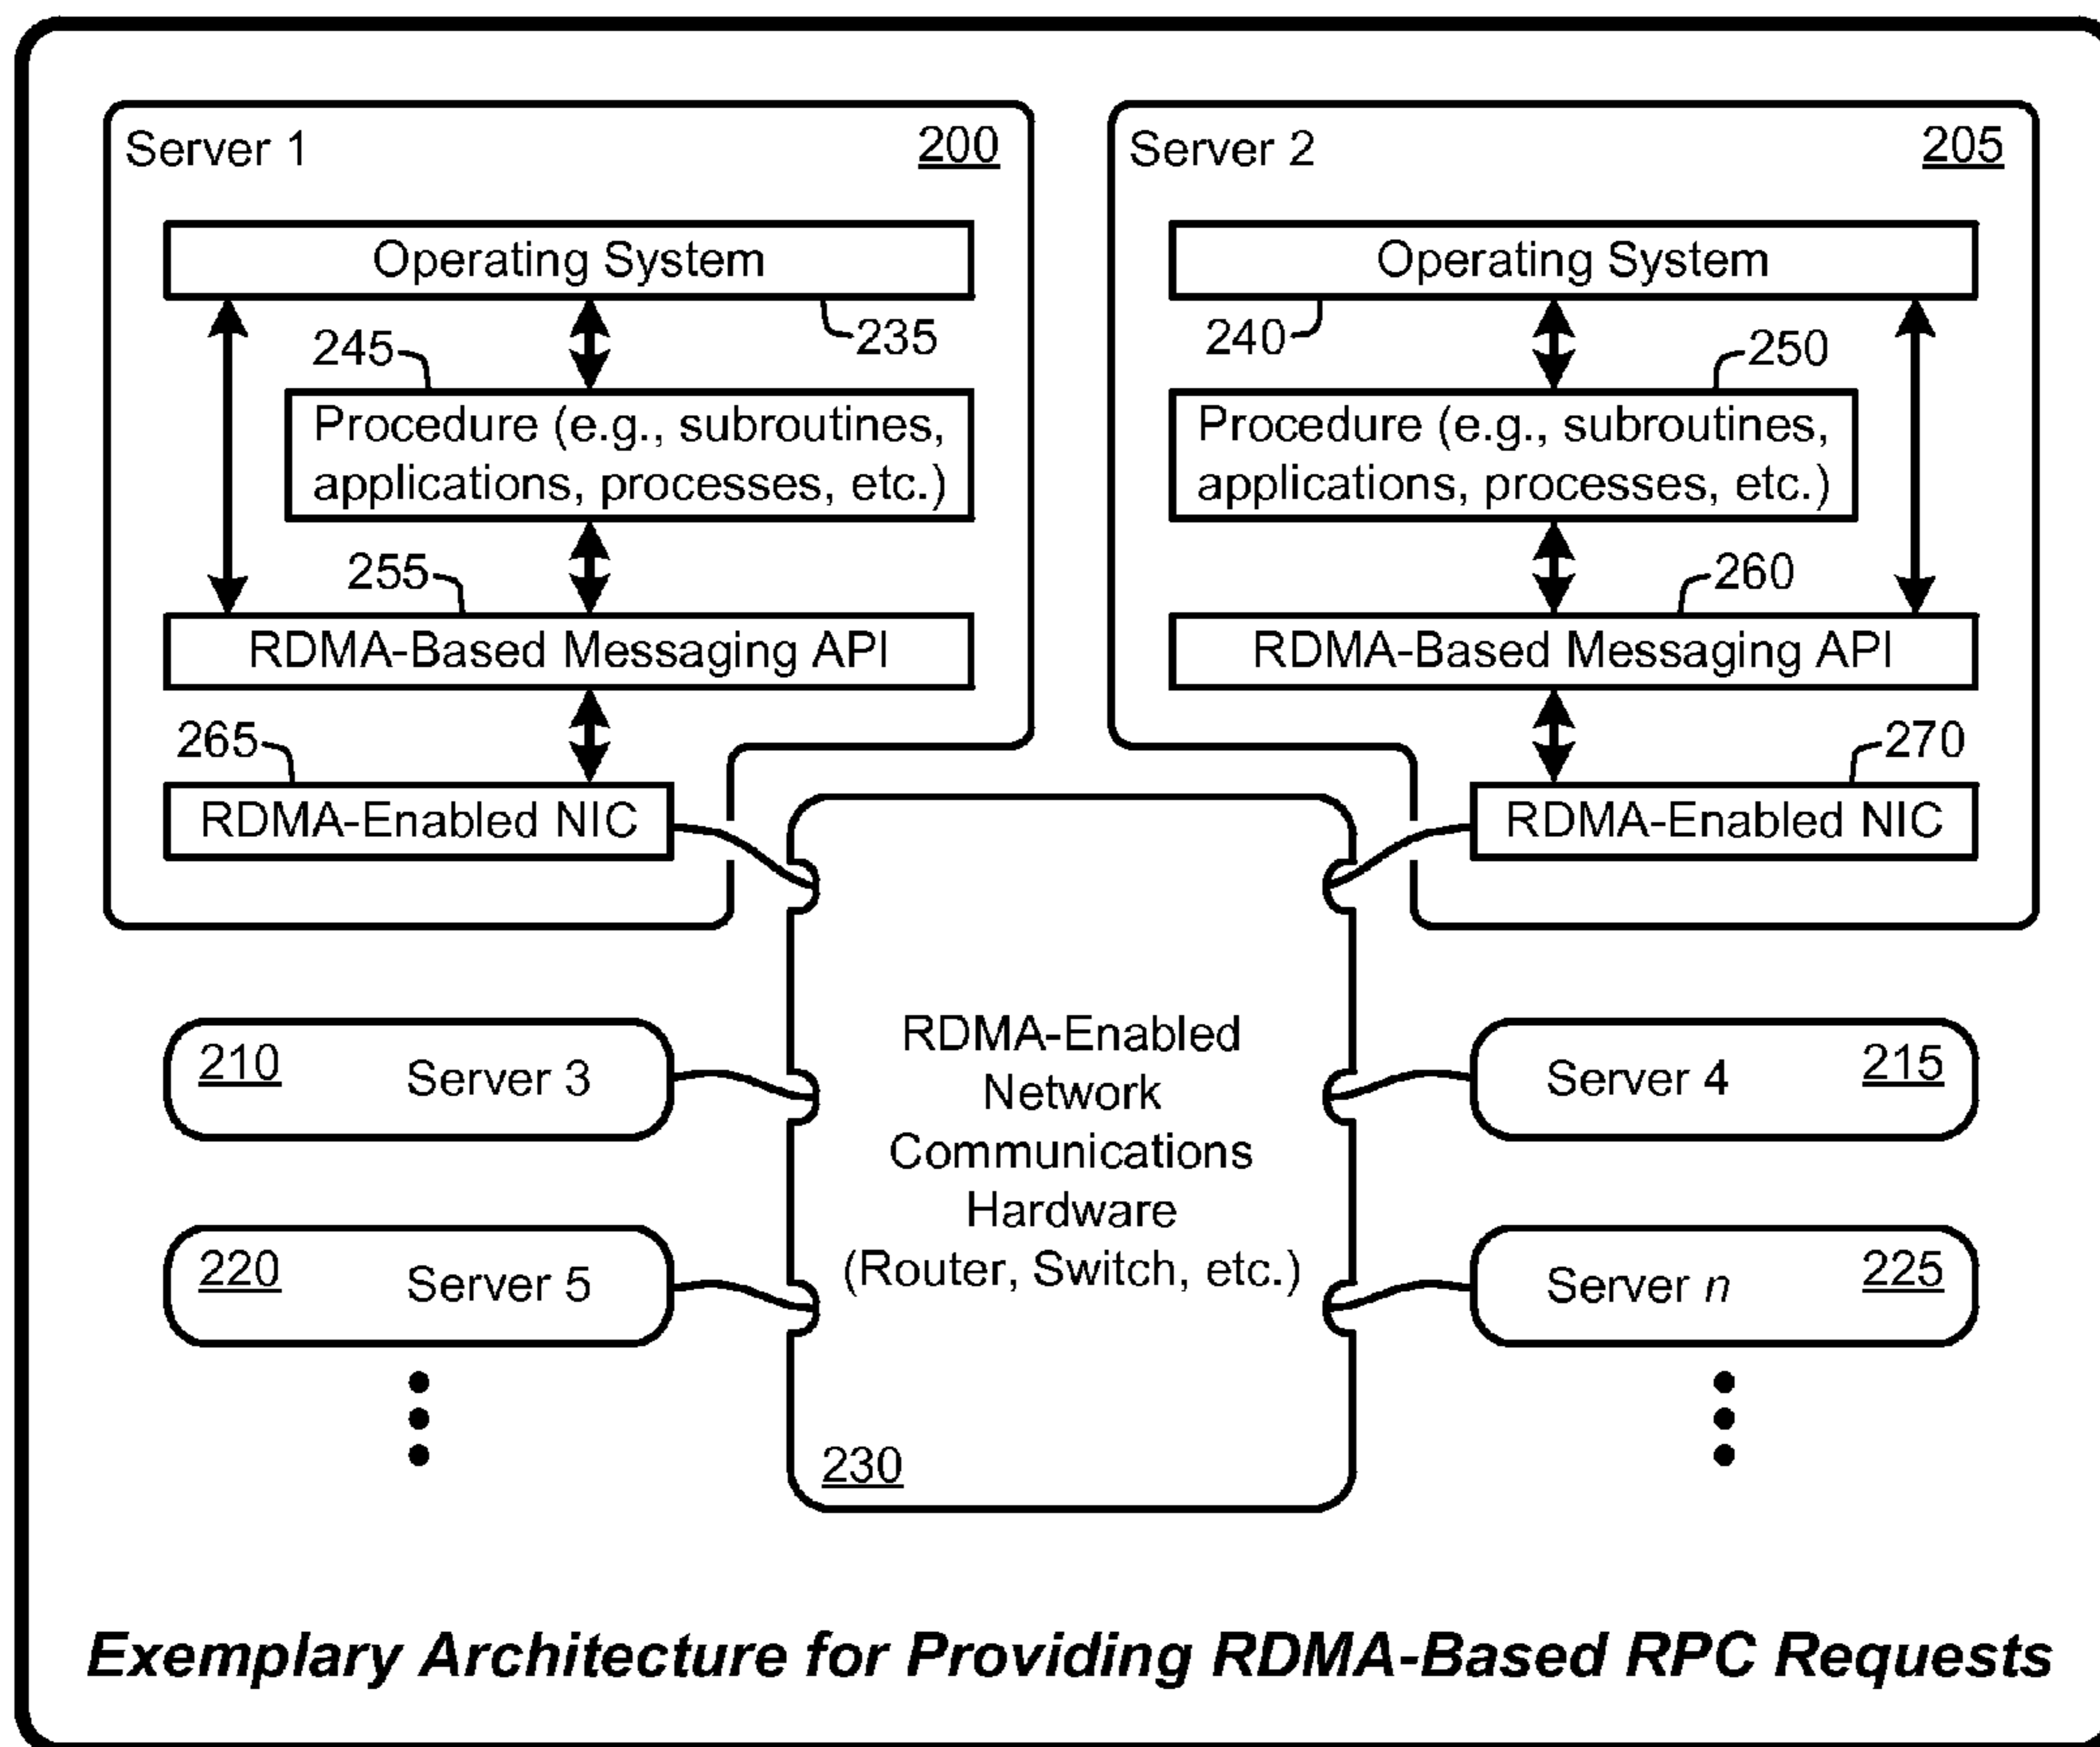 Server 1
200
Operating System
235
245
Procedure (e.g., subroutines,
applications, processes, etc.)
255
RDMA-Based Messaging API
265
RDMA-Enabled NIC
Server 2
205
Operating System
240
250
Procedure (e.g., subroutines,
applications, processes, etc.)
260
RDMA-Based Messaging API
270
RDMA-Enabled NIC
210
Server 3
220
Server 5
RDMA-Enabled
Network
Communications
Hardware
(Router, Switch, etc.)
230
Server 4
215
Server n
225
Exemplary Architecture for Providing RDMA-Based RPC Requests